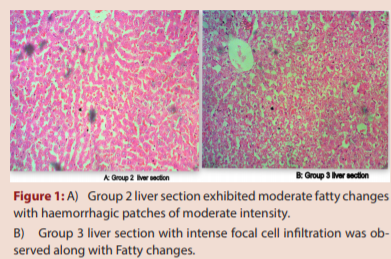 A: Group 2 liver section
B: Group 3 liver section
Figure 1: A) Group 2 liver section exhibited moderate fatty changes
with haemorrhagic patches of moderate intensity.
B) Group 3 liver section with intense focal cell infiltration was ob-
served along with Fatty changes.